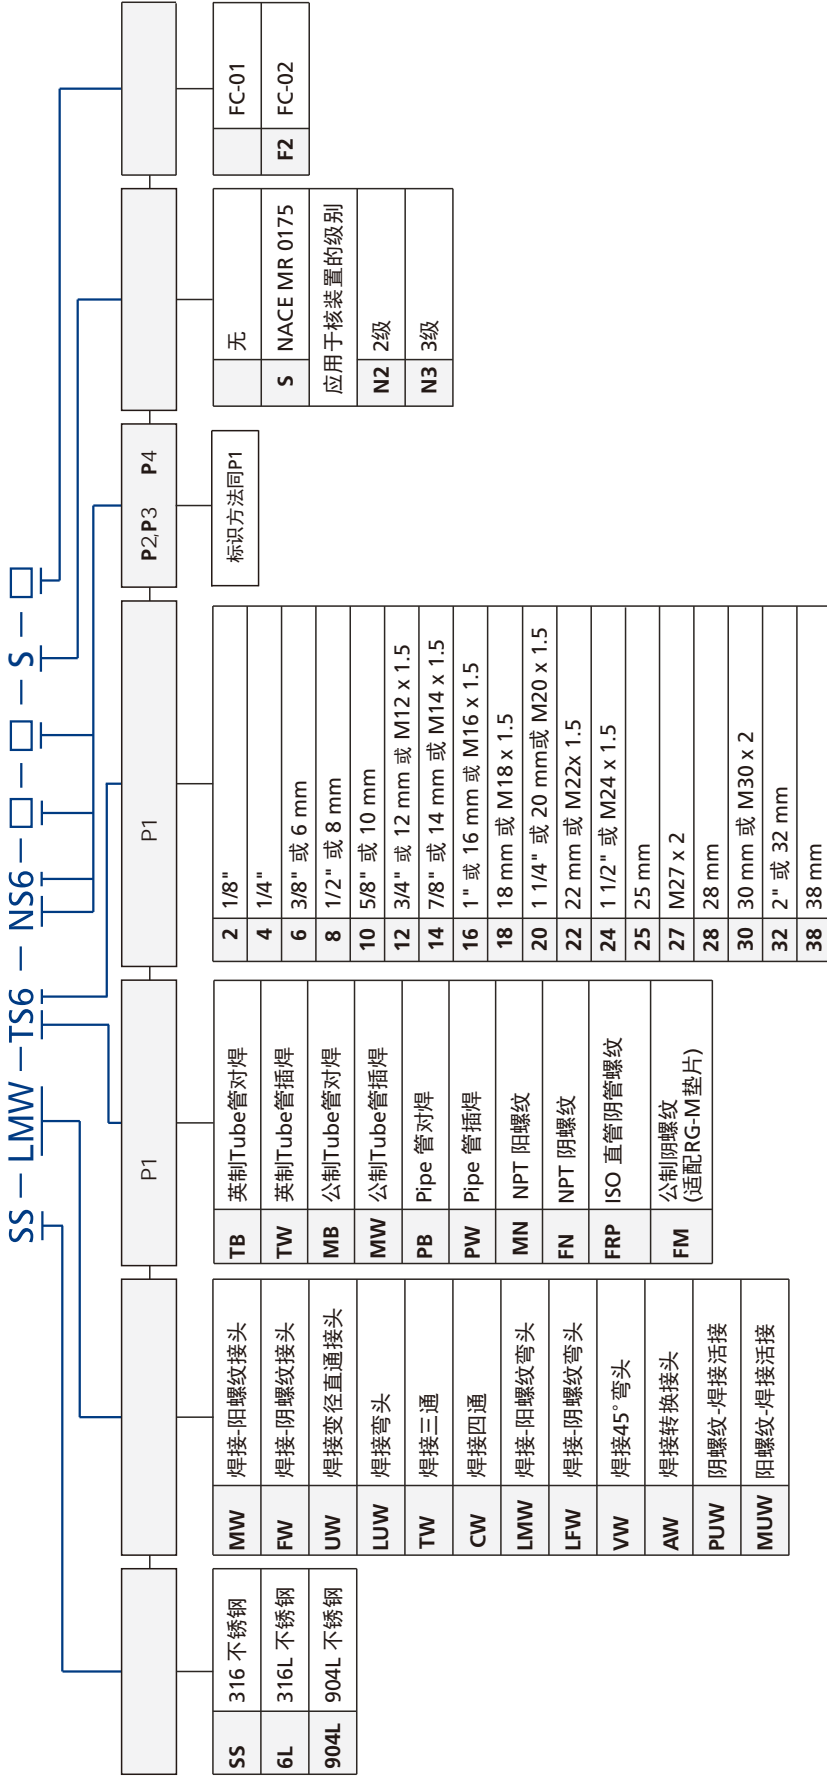 SS – LMW – TS6 – NS6 – □ – □ – S – □
SS 316 不锈钢
6L 316L 不锈钢
904L 904L 不锈钢
MW 焊接-阳螺纹接头
FW 焊接-阴螺纹接头
UW 焊接变径直通接头
LUW 焊接弯头
TW 焊接三通
CW 焊接四通
LMW 焊接-阳螺纹弯头
LFW 焊接-阴螺纹弯头
VW 焊接45°弯头
AW 焊接转换接头
PUW 阴螺纹-焊接活接
MUW 阳螺纹-焊接活接
P1
TB 英制Tube管对焊
TW 英制Tube管插焊
MB 公制Tube管对焊
MW 公制Tube管插焊
PB Pipe 管对焊
PW Pipe 管插焊
MN NPT 阳螺纹
FN NPT 阴螺纹
FRP ISO 直管阴管螺纹
FM 公制阴螺纹
(适配RG-M垫片)
P1
2 1/8"
4 1/4"
6 3/8" 或 6 mm
8 1/2" 或 8 mm
10 5/8" 或 10 mm
12 3/4" 或 12 mm 或 M12 x 1.5
14 7/8" 或 14 mm 或 M14 x 1.5
16 1" 或 16 mm 或 M16 x 1.5
18 18 mm 或 M18 x 1.5
20 1 1/4" 或 20 mm或 M20 x 1.5
22 22 mm 或 M22x 1.5
24 1 1/2" 或 M24 x 1.5
25 25 mm
27 M27 x 2
28 28 mm
30 30 mm 或 M30 x 2
32 2" 或 32 mm
38 38 mm
P2,P3 P4
标识方法同P1
无
S NACE MR 0175
应用于核装置的级别
N2 2级
N3 3级
FC-01
F2 FC-02